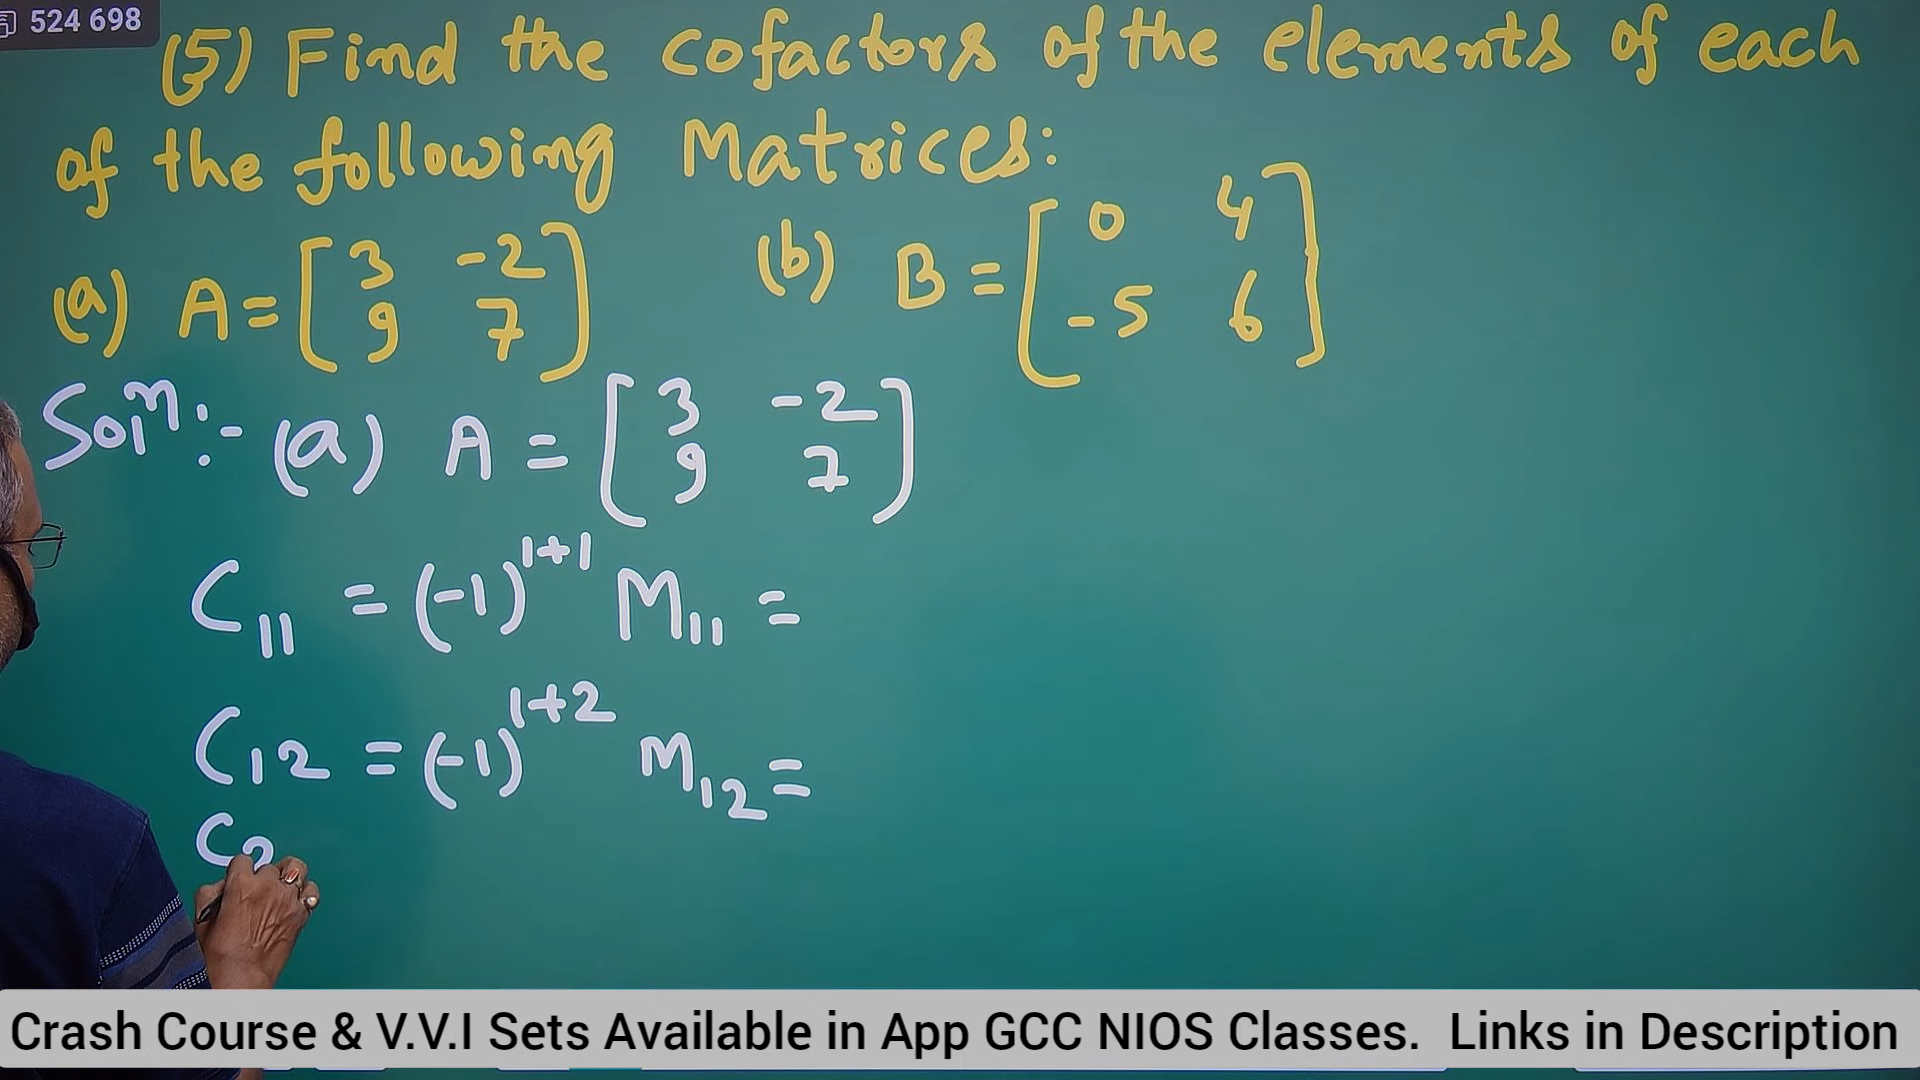 524 698
(5) Find the cofactors of the elements of each
of the following Matrices:
(a) A = [3 -2 9 7] (b) B = [0 4 -5 6]
Solⁿ:- (a) A = [3 -2 9 7]
C₁₁ = (-1)¹⁺¹ M₁₁ =
C₁₂ = (-1)¹⁺² M₁₂ =
C₂
Crash Course & V.V.I Sets Available in App GCC NIOS Classes. Links in Description